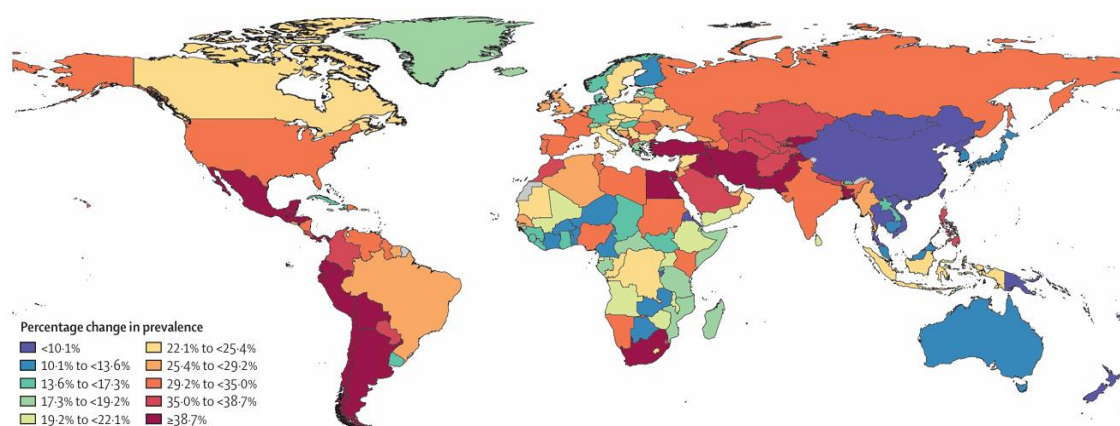 Percentage change in prevalence
<10·1%
10·1% to <13·6%
13·6% to <17·3%
17·3% to <19·2%
19·2% to <22·1%
22·1% to <25·4%
25·4% to <29·2%
29·2% to <35·0%
35·0% to <38·7%
≥38·7%